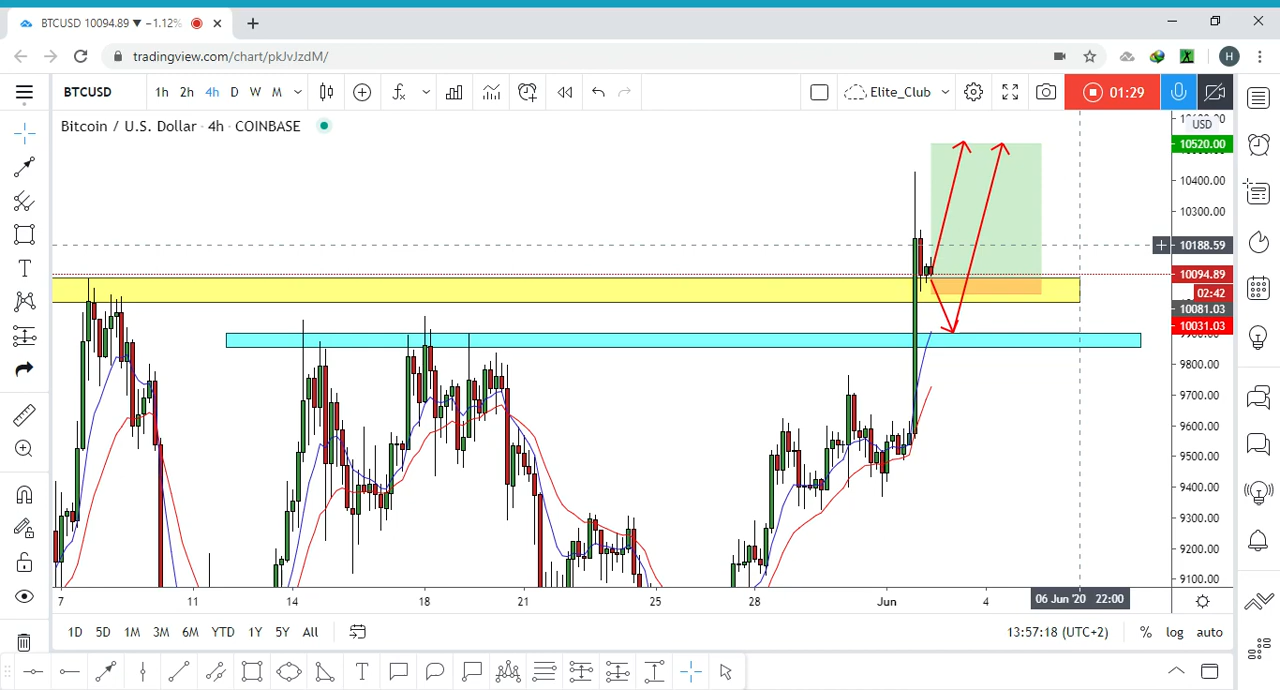 BTCUSD 10094.89 ▼ −1.12%
tradingview.com/chart/pkJvJzdM/
H
BTCUSD 1h 2h 4h D W M Elite_Club 01:29
Bitcoin / U.S. Dollar · 4h · COINBASE
USD
10520.00
10400.00
10300.00
10188.59
10094.89
02:42
10081.03
10031.03
9800.00
9700.00
9600.00
9500.00
9400.00
9300.00
9200.00
9100.00
7 11 14 18 21 25 28 Jun 4 06 Jun '20 22:00
1D 5D 1M 3M 6M YTD 1Y 5Y All 13:57:18 (UTC+2) % log auto